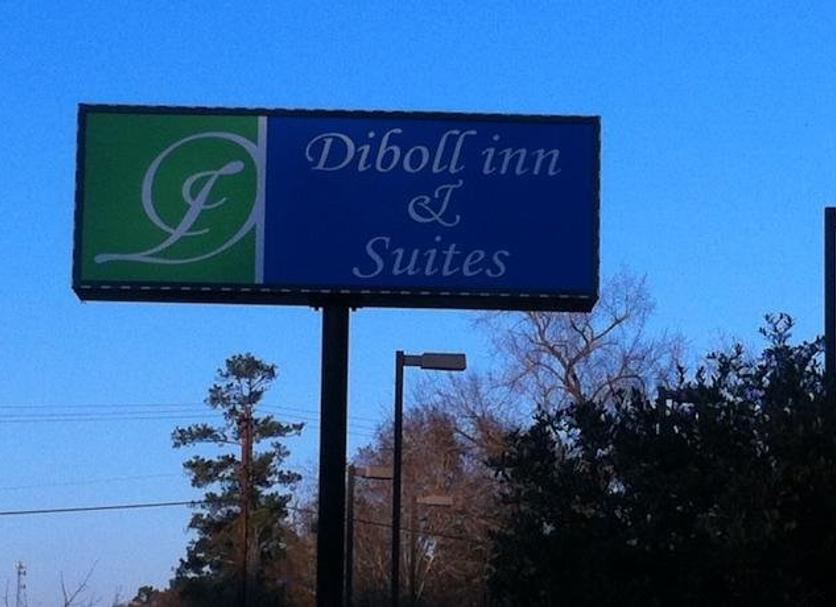 Diboll inn
&
Suites